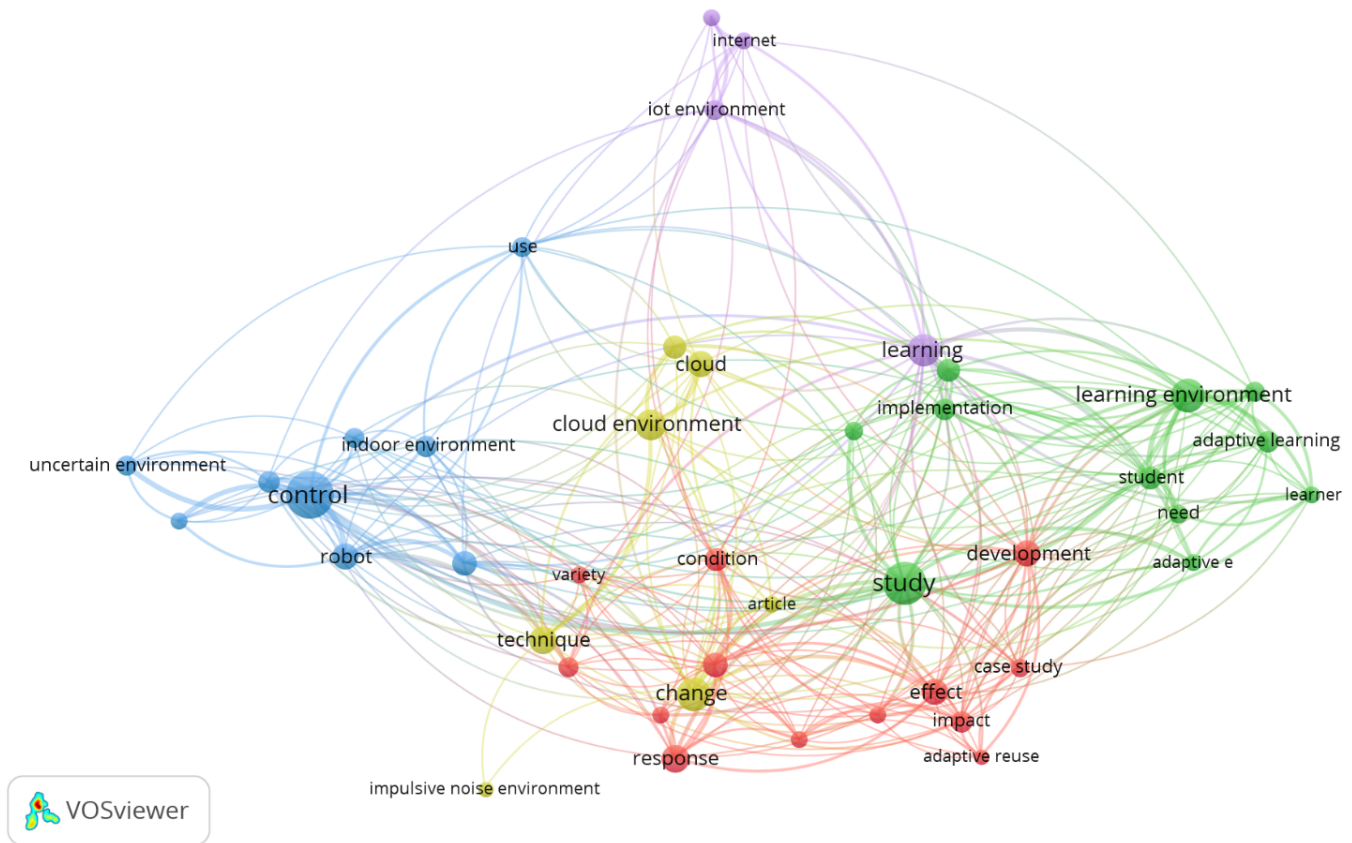 internet
iot environment
use
learning
cloud
cloud environment
implementation
learning environment
adaptive learning
student
learner
need
adaptive e
indoor environment
uncertain environment
control
robot
variety
condition
article
study
development
technique
change
case study
effect
impact
response
adaptive reuse
impulsive noise environment
VOSviewer